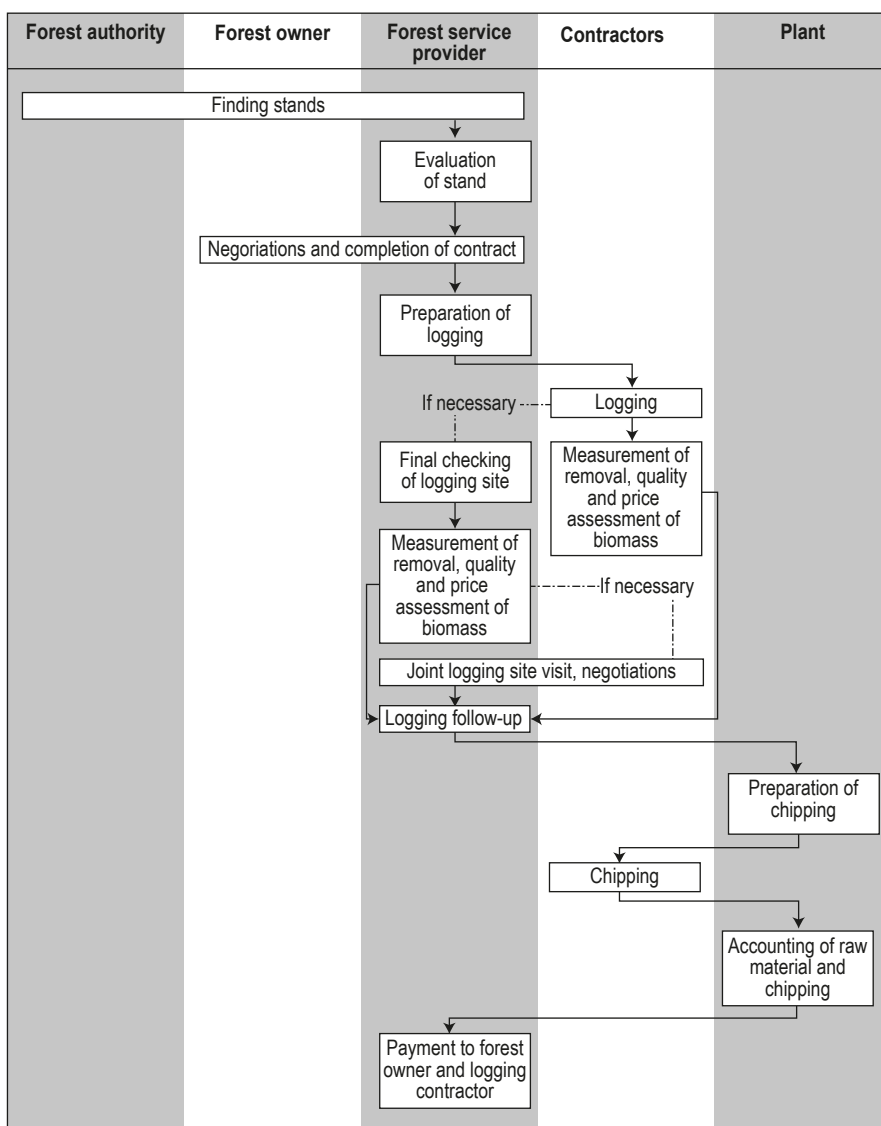 Forest authority
Forest owner
Forest service
provider
Contractors
Plant
Finding stands
Evaluation
of stand
Negoriations and completion of contract
Preparation of
logging
If necessary
Logging
Final checking
of logging site
Measurement of
removal, quality
and price
assessment of
biomass
Measurement of
removal, quality
and price
assessment of
biomass
If necessary
Joint logging site visit, negotiations
Logging follow-up
Preparation of
chipping
Chipping
Accounting of raw
material and
chipping
Payment to forest
owner and logging
contractor